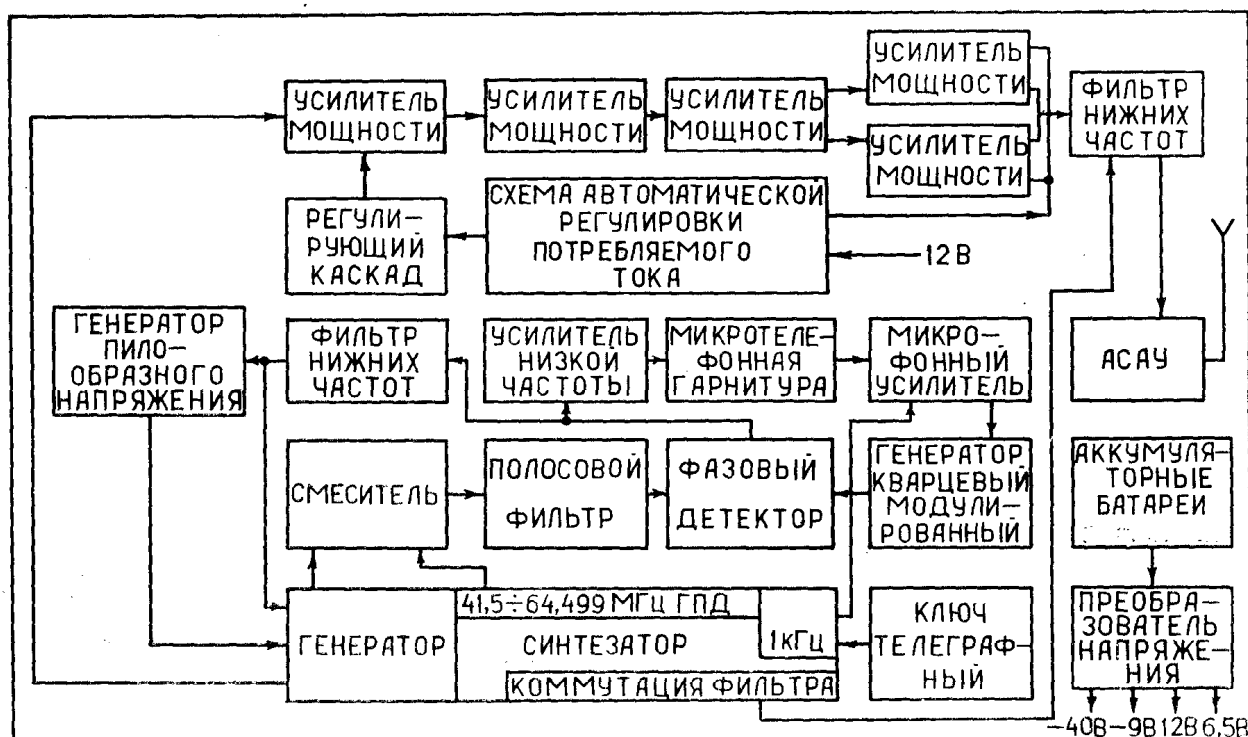 УСИЛИТЕЛЬ
МОЩНОСТИ
УСИЛИТЕЛЬ
МОЩНОСТИ
УСИЛИТЕЛЬ
МОЩНОСТИ
УСИЛИТЕЛЬ
МОЩНОСТИ
УСИЛИТЕЛЬ
МОЩНОСТИ
ФИЛЬТР
НИЖНИХ
ЧАСТОТ
РЕГУЛИ-
РУЮЩИЙ
КАСКАД
СХЕМА АВТОМАТИЧЕСКОЙ
РЕГУЛИРОВКИ
ПОТРЕБЛЯЕМОГО
ТОКА
12В
ГЕНЕРАТОР
ПИЛО-
ОБРАЗНОГО
НАПРЯЖЕНИЯ
ФИЛЬТР
НИЖНИХ
ЧАСТОТ
УСИЛИТЕЛЬ
НИЗКОЙ
ЧАСТОТЫ
МИКРОТЕЛЕ-
ФОННАЯ
ГАРНИТУРА
МИКРО-
ФОННЫЙ
УСИЛИТЕЛЬ
АСАУ
СМЕСИТЕЛЬ
ПОЛОСОВОЙ
ФИЛЬТР
ФАЗОВЫЙ
ДЕТЕКТОР
ГЕНЕРАТОР
КВАРЦЕВЫЙ
МОДУЛИ-
РОВАННЫЙ
АККУМУЛЯ-
ТОРНЫЕ
БАТАРЕИ
ГЕНЕРАТОР
41,5÷64,499 МГц ГПД
СИНТЕЗАТОР
1кГц
КОММУТАЦИЯ ФИЛЬТРА
КЛЮЧ
ТЕЛЕГРАФ-
НЫЙ
ПРЕОБРА-
ЗОВАТЕЛЬ
НАПРЯЖЕ-
НИЯ
-40В -9В 12В 6,5В